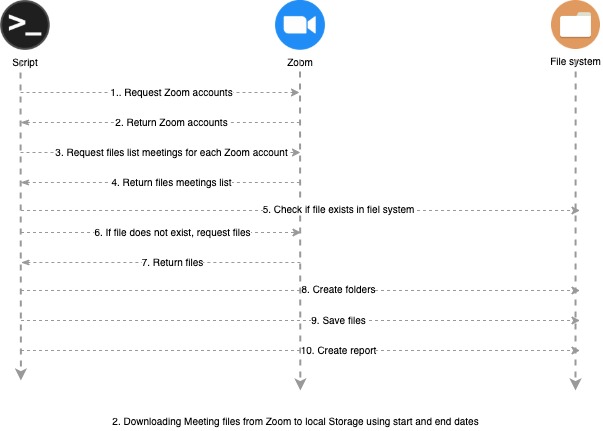 >_
Script
Zoom
File system
1.. Request Zoom accounts
2. Return Zoom accounts
3. Request files list meetings for each Zoom account
4. Return files meetings list
5. Check if file exists in fiel system
6. If file does not exist, request files
7. Return files
8. Create folders
9. Save files
10. Create report
2. Downloading Meeting files from Zoom to local Storage using start and end dates